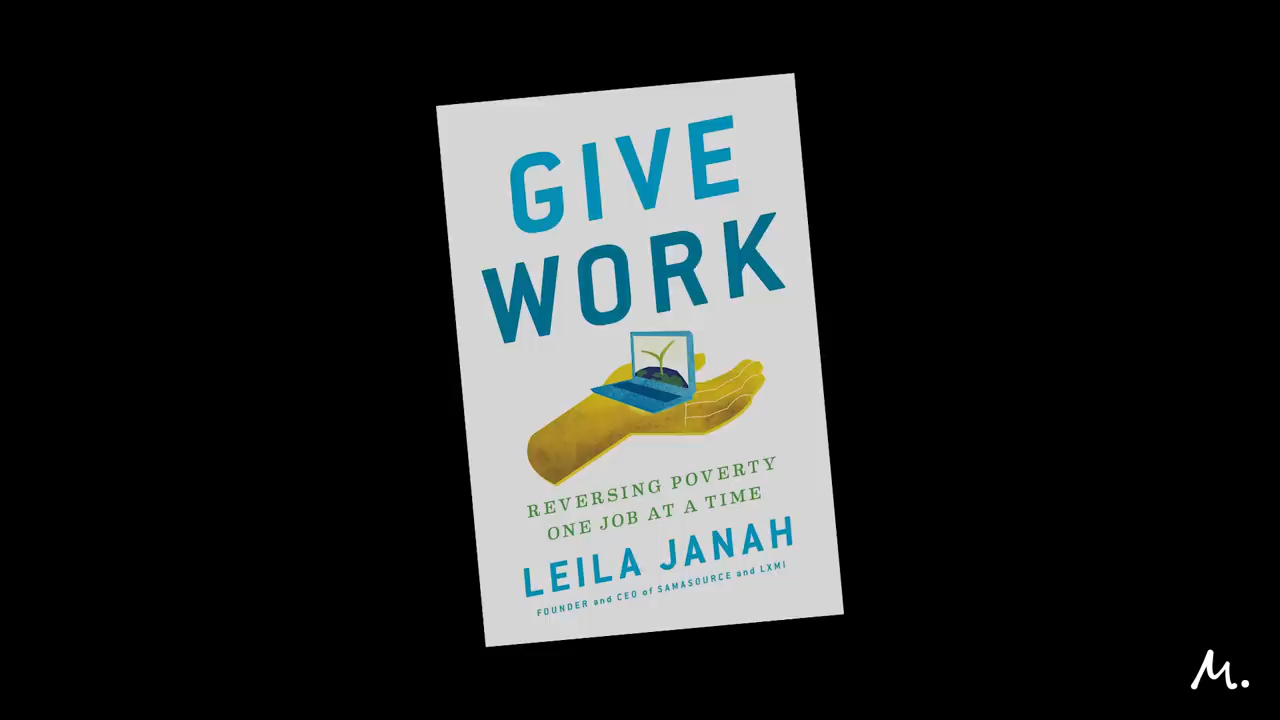 GIVE
WORK
REVERSING POVERTY
ONE JOB AT A TIME
LEILA JANAH
FOUNDER and CEO of SAMASOURCE and LXMI
M.